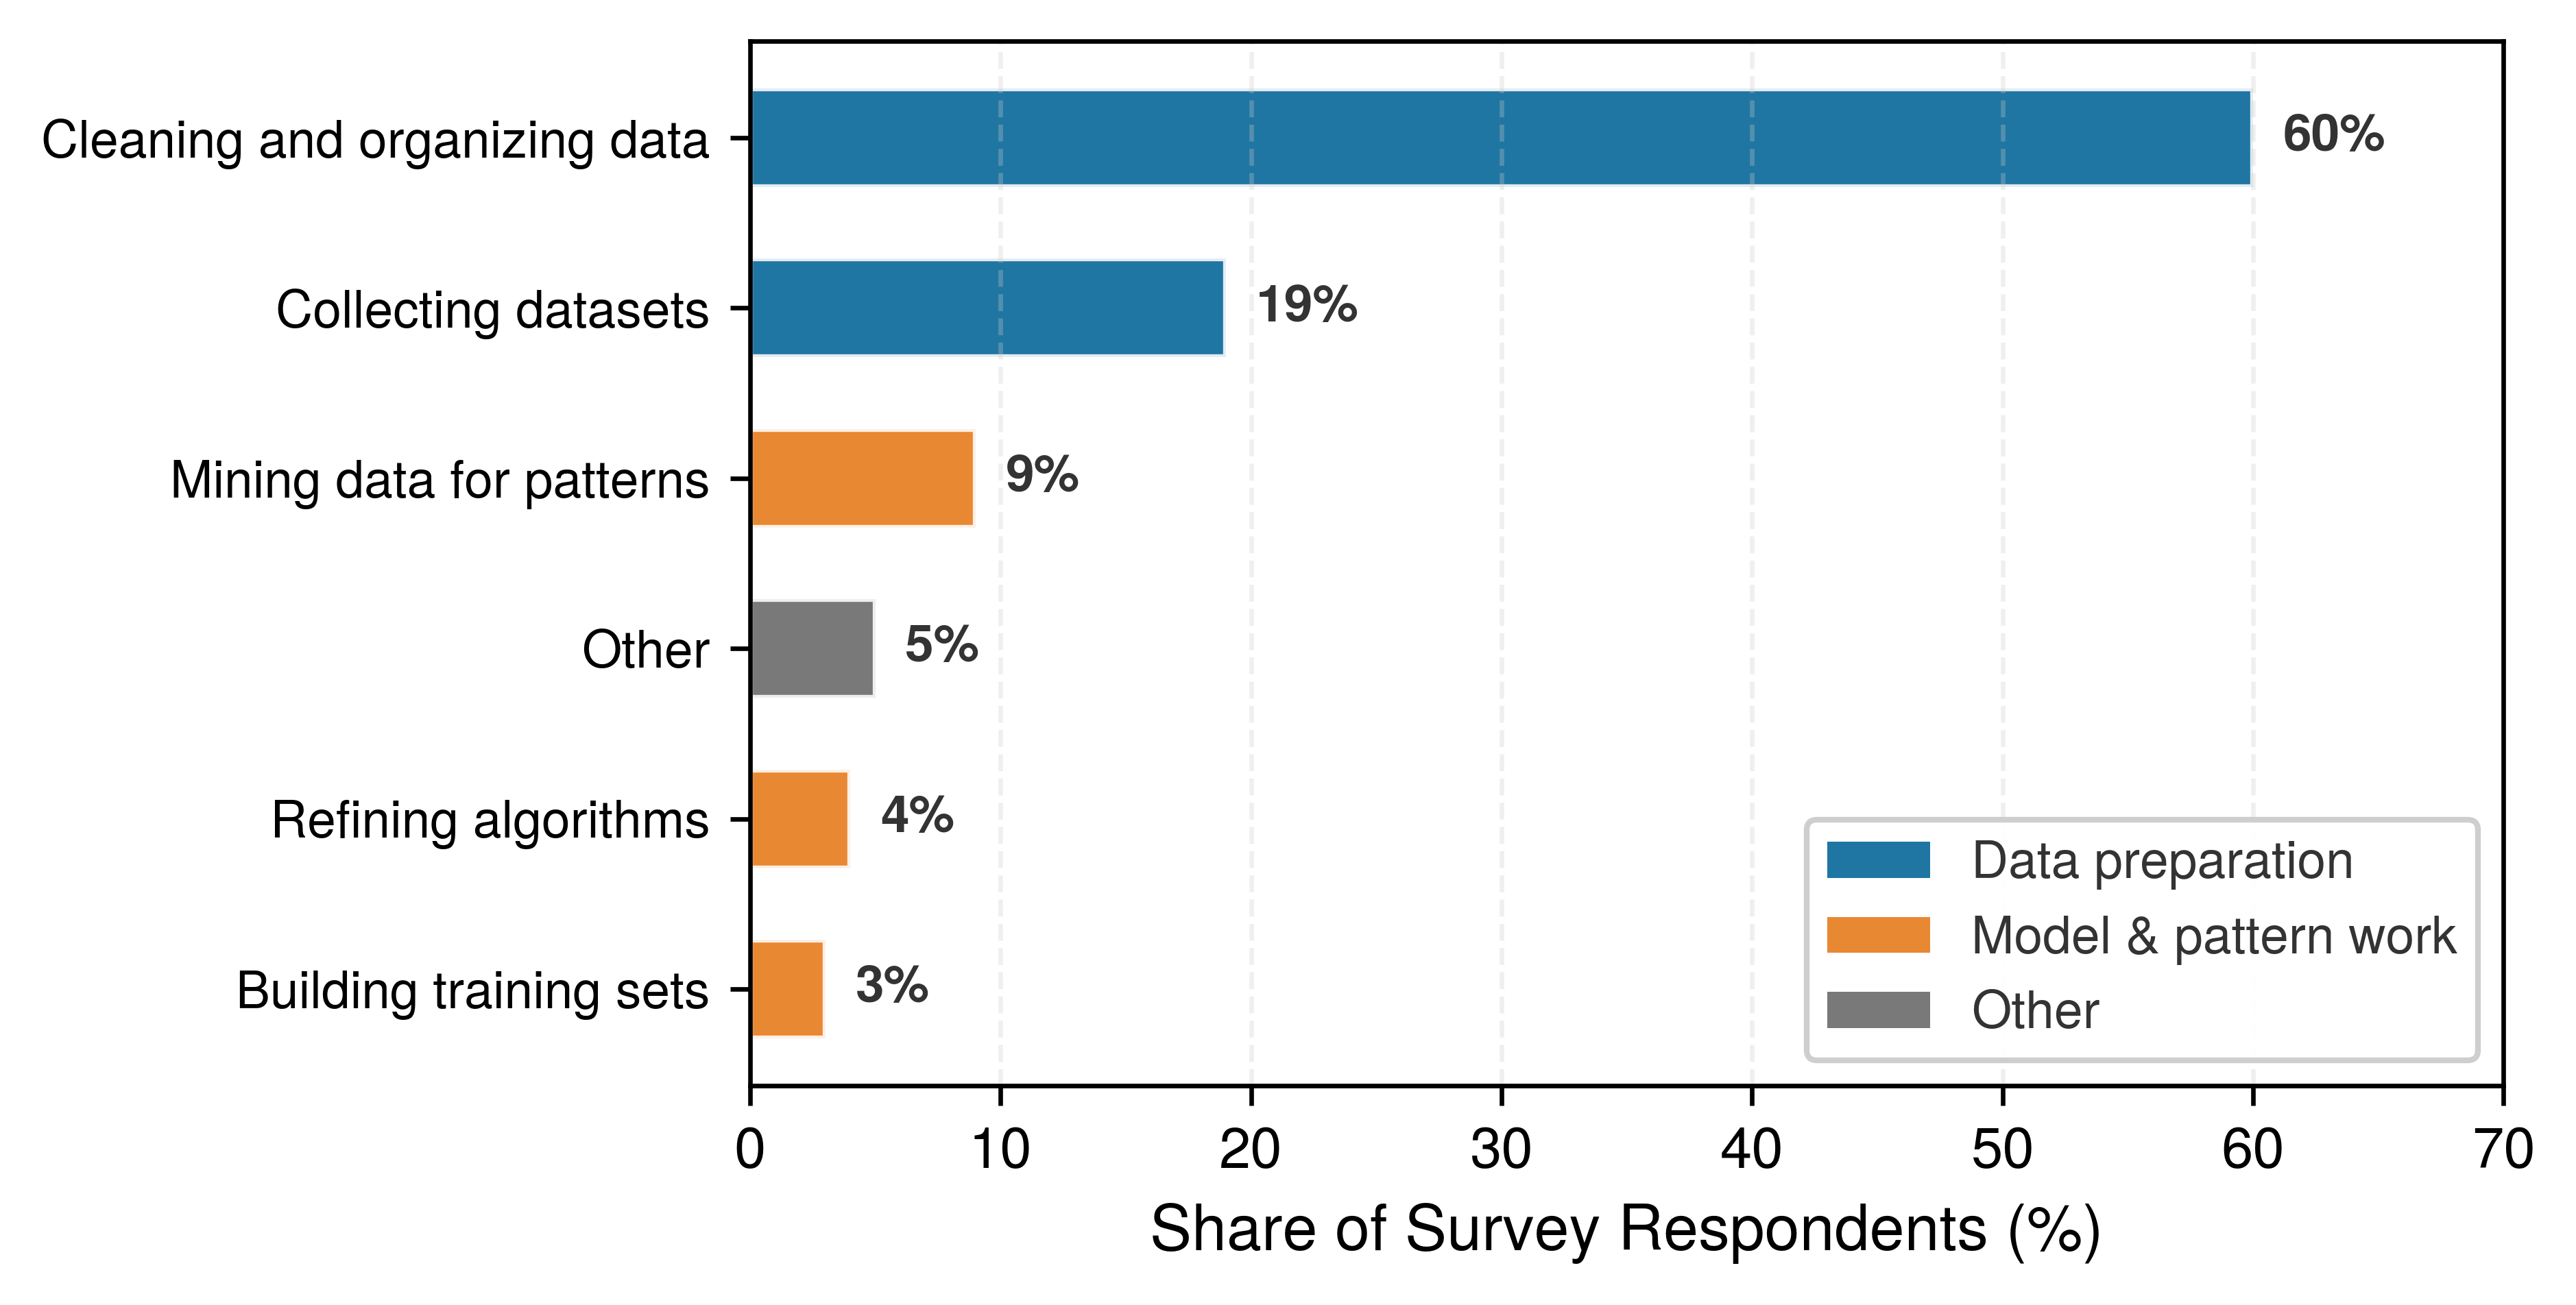 Cleaning and organizing data
60%
Collecting datasets
19%
Mining data for patterns
9%
Other
5%
Refining algorithms
4%
Building training sets
3%
Data preparation
Model & pattern work
Other
0 10 20 30 40 50 60 70
Share of Survey Respondents (%)